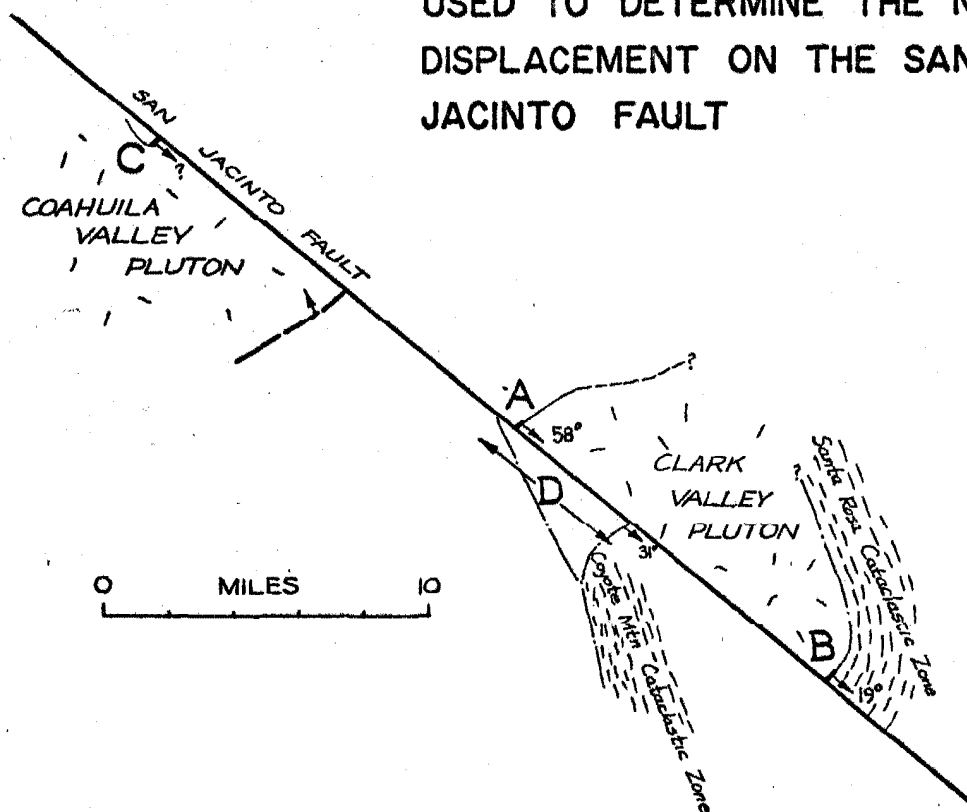 USED TO DETERMINE THE N
DISPLACEMENT ON THE SAN
JACINTO FAULT
SAN JACINTO FAULT
C
?
COAHUILA
VALLEY
PLUTON
A
58°
?
CLARK
VALLEY
PLUTON
D
31°
?
Santa Rosa Cataclastic Zone
0 MILES 10
Coyote Mtn Cataclastic Zone
B
19°